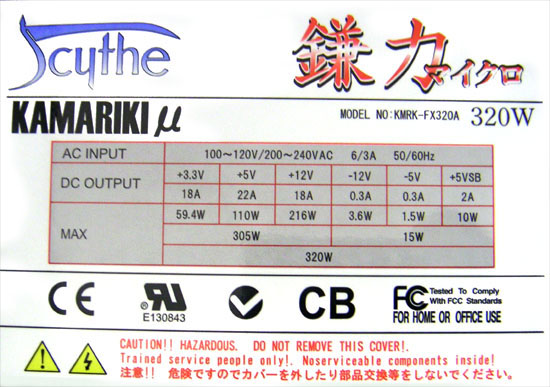 Scythe
鎌力マイクロ
KAMARIKI μ
MODEL NO:KMRK-FX320A 320W
AC INPUT 100～120V/200～240VAC 6/3A 50/60Hz
DC OUTPUT +3.3V +5V +12V -12V -5V +5VSB
18A 22A 18A 0.3A 0.3A 2A
MAX 59.4W 110W 216W 3.6W 1.5W 10W
305W 15W
320W
CE RU US CB FC Tested To Comply
With FCC Standards
E130843 FOR HOME OR OFFICE USE
CAUTION!! HAZARDOUS. DO NOT REMOVE THIS COVER!.
Trained service people only!. Noserviceable components inside!
注意!! 危険ですのでカバーを外したり部品交換等をしないでください。